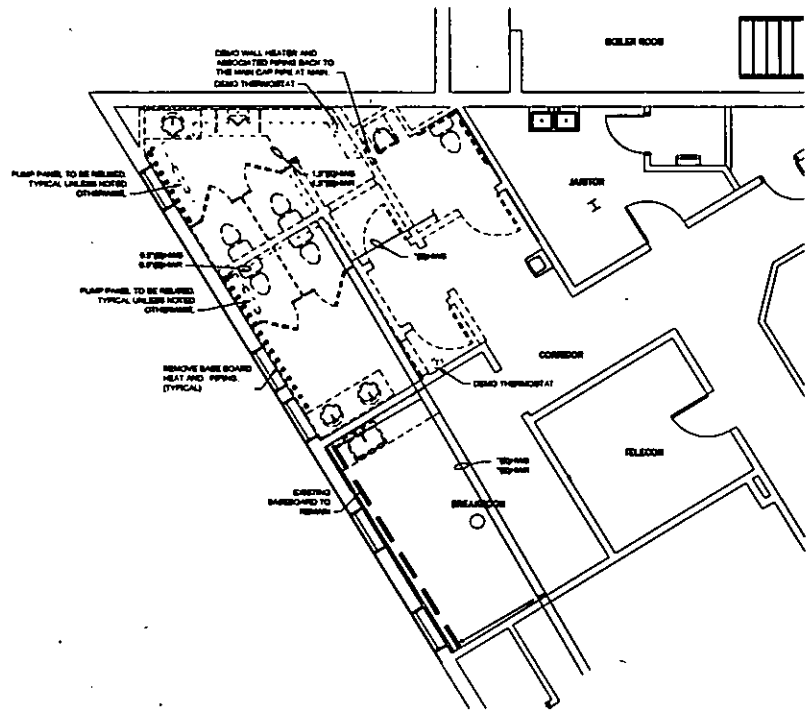 BOILER ROOM
DEMO WALL HEATER AND
ASSOCIATED PIPING BACK TO
THE MAIN CAP PIPE AT MAIN.
DEMO THERMOSTAT
PUMP PANEL TO BE REUSED.
TYPICAL UNLESS NOTED
OTHERWISE.
JANITOR
PUMP PANEL TO BE REUSED.
TYPICAL UNLESS NOTED
OTHERWISE.
CORRIDOR
REMOVE BASE BOARD
HEAT AND PIPING.
(TYPICAL)
DEMO THERMOSTAT
TELECOM
EXISTING
BASEBOARD TO
REMAIN
BREAKROOM